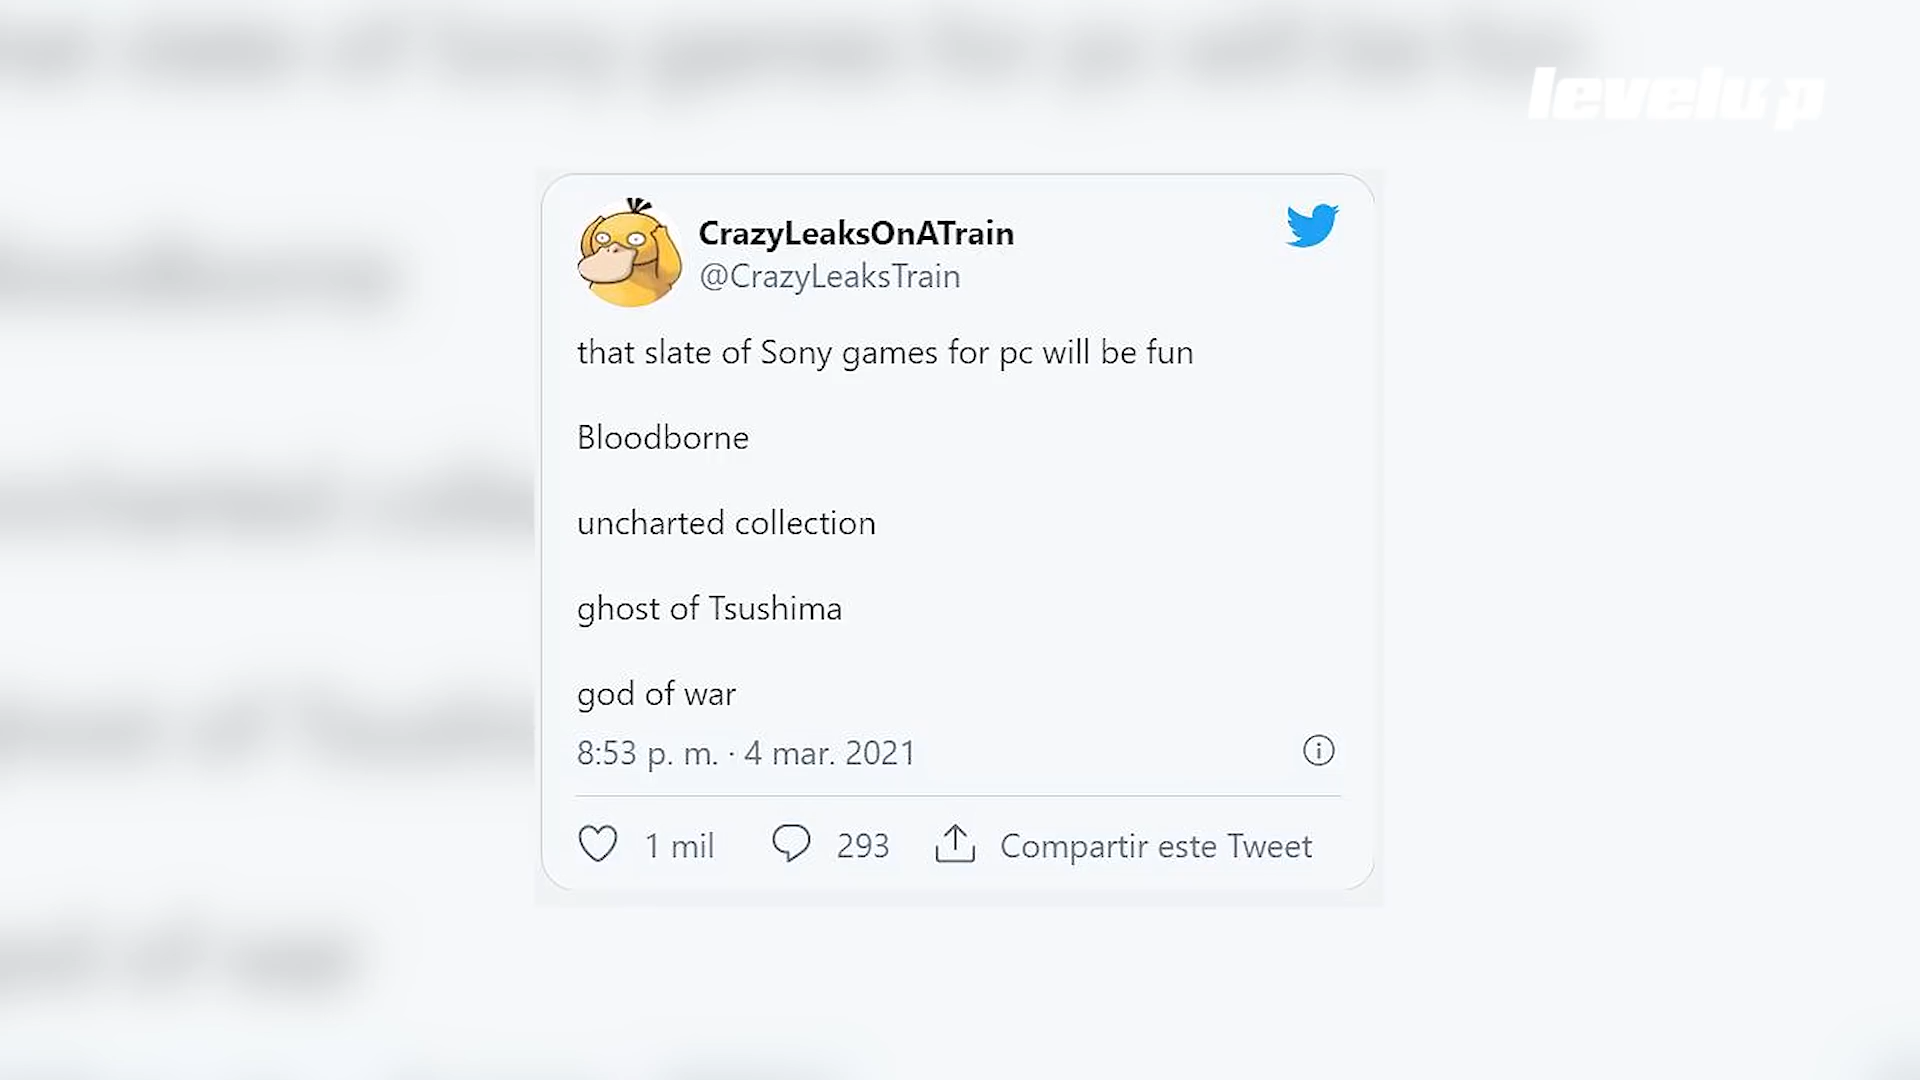 levelup
CrazyLeaksOnATrain
@CrazyLeaksTrain
that slate of Sony games for pc will be fun
Bloodborne
uncharted collection
ghost of Tsushima
god of war
8:53 p. m. · 4 mar. 2021
1 mil 293 Compartir este Tweet